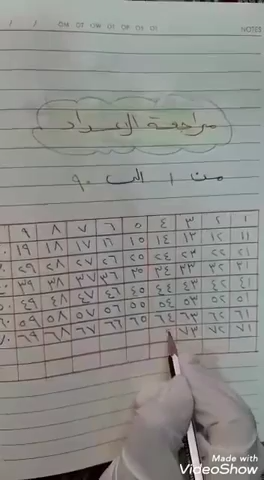 NOTES
مراجعة الاعداد
من ١ الى ٩٠
١ ٢ ٣ ٤ ٥ ٦ ٧ ٨ ٩
١١ ١٢ ١٣ ١٤ ١٥ ١٦ ١٧ ١٨ ١٩
٢١ ٢٢ ٢٣ ٢٤ ٢٥ ٢٦ ٢٧ ٢٨ ٢٩
٣١ ٣٢ ٣٣ ٣٤ ٣٥ ٣٦ ٣٧ ٣٨ ٣٩
٤١ ٤٢ ٤٣ ٤٤ ٤٥ ٤٦ ٤٧ ٤٨ ٤٩
٥١ ٥٢ ٥٣ ٥٤ ٥٥ ٥٦ ٥٧ ٥٨ ٥٩
٦١ ٦٢ ٦٣ ٦٤ ٦٥ ٦٦ ٦٧ ٦٨ ٦٩
٧١ ٧٢ ٧٣
Made with
VideoShow